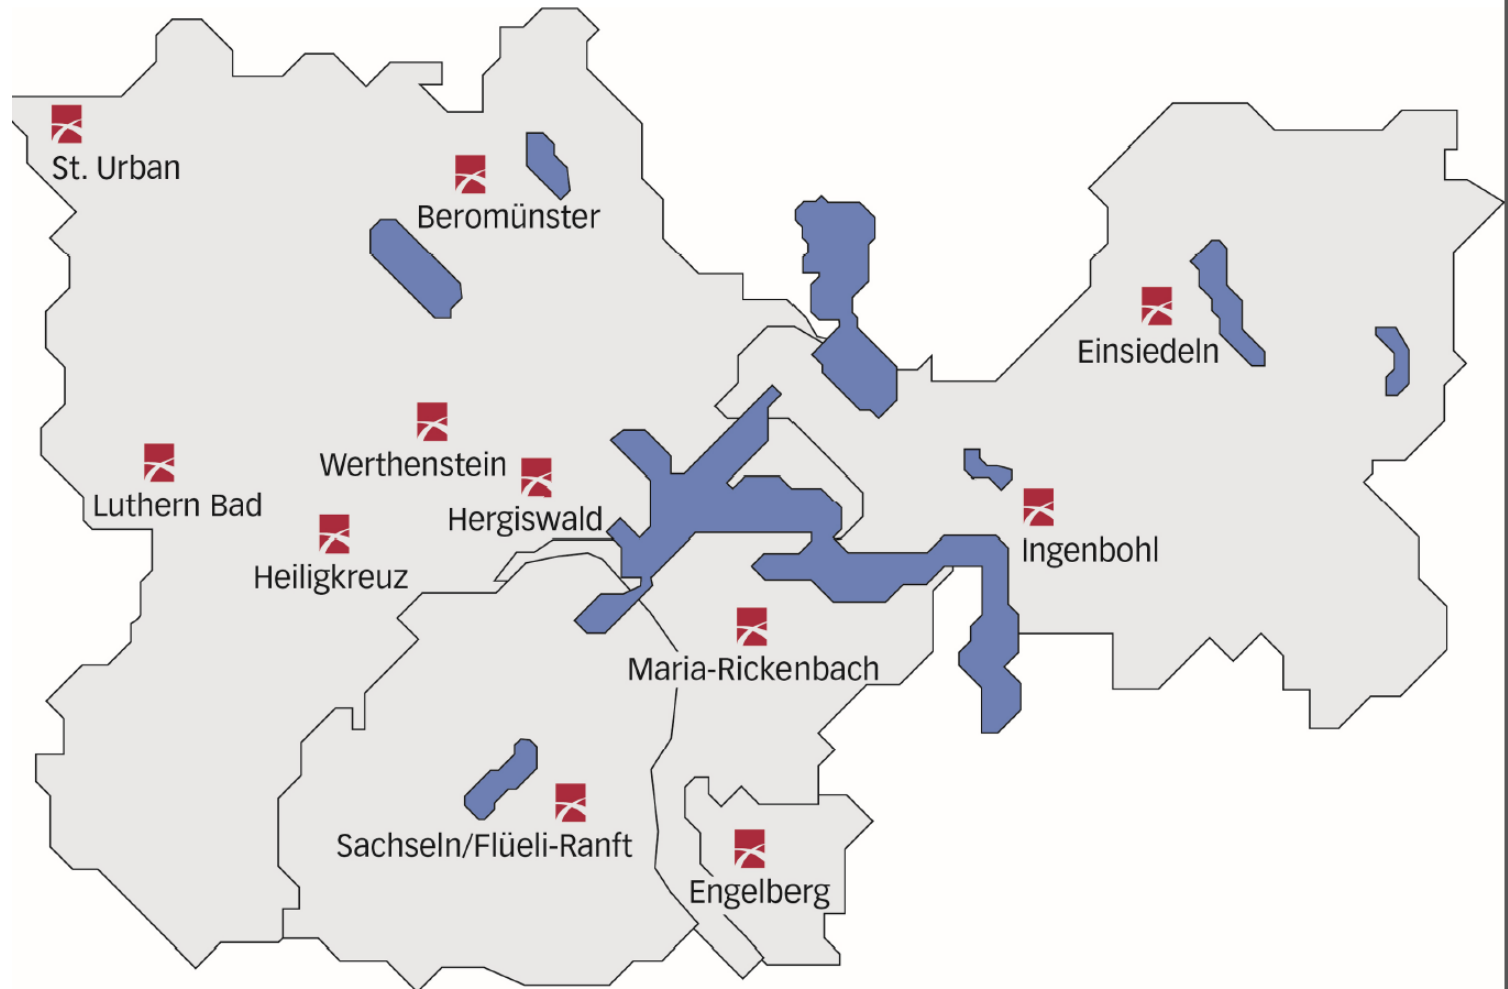 St. Urban
Beromünster
Einsiedeln
Werthenstein
Luthern Bad
Hergiswald
Ingenbohl
Heiligkreuz
Maria-Rickenbach
Sachseln/Flüeli-Ranft
Engelberg